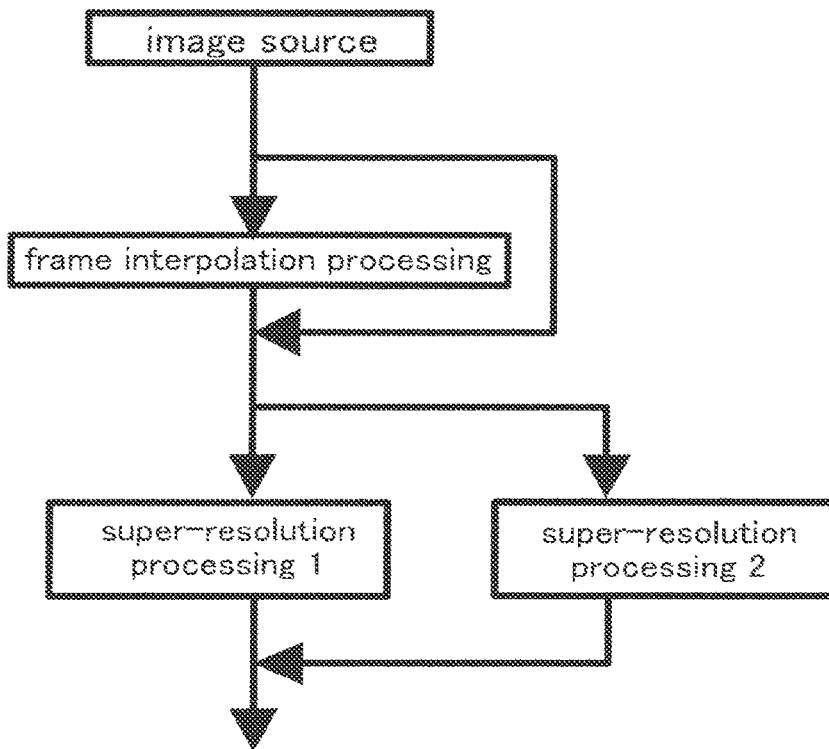 image source
frame interpolation processing
super-resolution
processing 1
super-resolution
processing 2